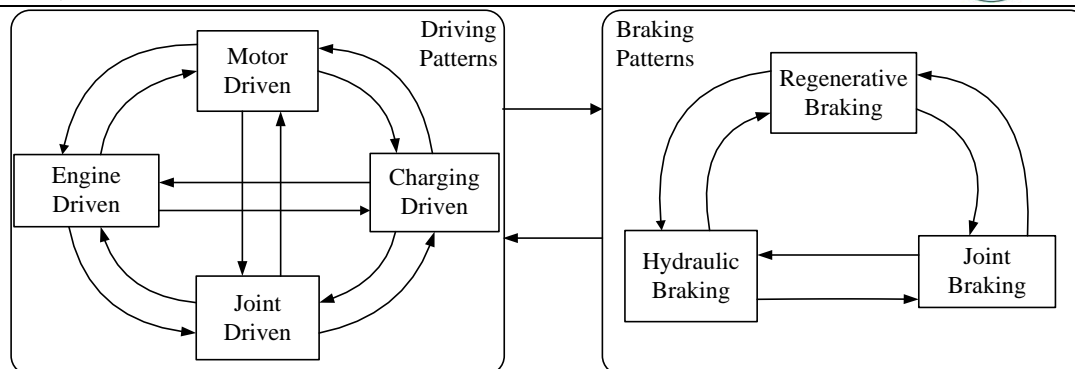 Driving
Patterns
Motor
Driven
Engine
Driven
Charging
Driven
Joint
Driven
Braking
Patterns
Regenerative
Braking
Hydraulic
Braking
Joint
Braking